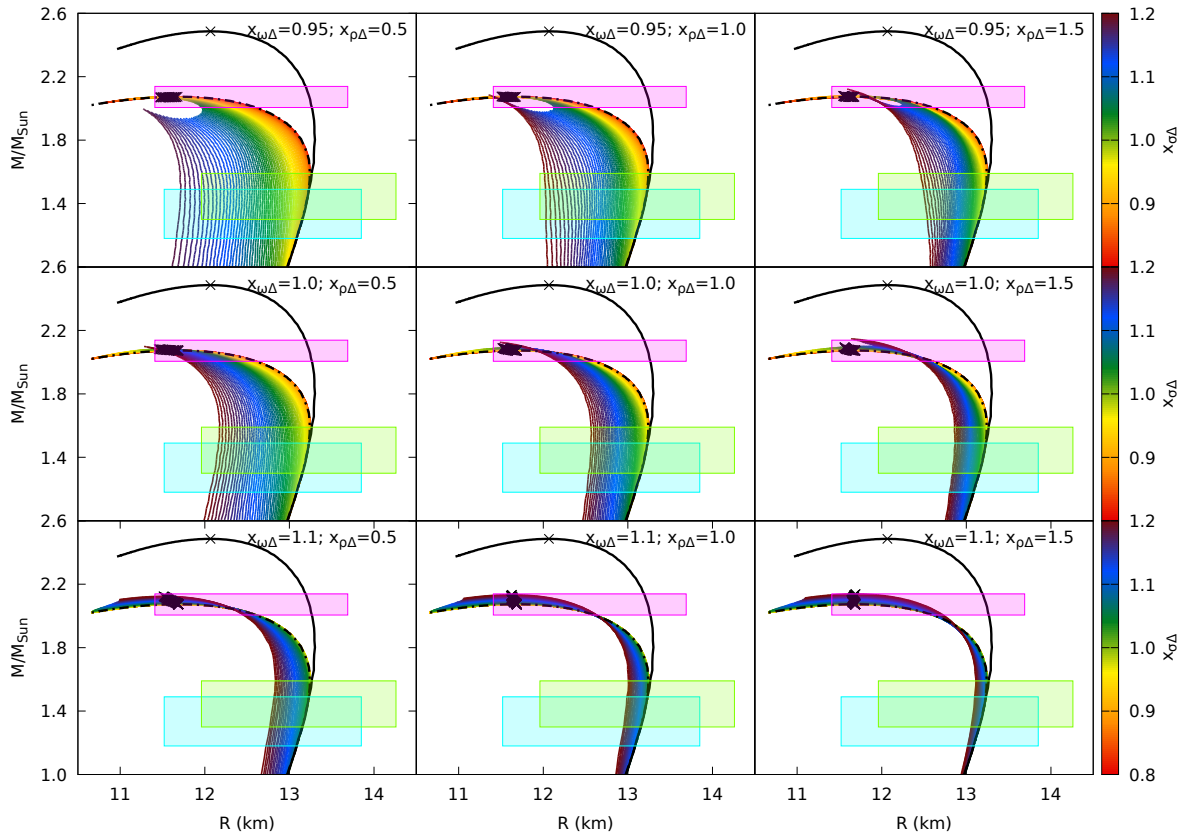 2.6
2.2
1.8
1.4
2.6
2.2
1.8
1.4
2.6
2.2
1.8
1.4
1.0
M/M_Sun
M/M_Sun
M/M_Sun
x_ωΔ=0.95; x_ρΔ=0.5
x_ωΔ=0.95; x_ρΔ=1.0
x_ωΔ=0.95; x_ρΔ=1.5
x_ωΔ=1.0; x_ρΔ=0.5
x_ωΔ=1.0; x_ρΔ=1.0
x_ωΔ=1.0; x_ρΔ=1.5
x_ωΔ=1.1; x_ρΔ=0.5
x_ωΔ=1.1; x_ρΔ=1.0
x_ωΔ=1.1; x_ρΔ=1.5
1.2
1.1
1.0
0.9
1.2
1.1
1.0
0.9
1.2
1.1
1.0
0.9
0.8
x_σΔ
x_σΔ
x_σΔ
11 12 13 14
11 12 13 14
11 12 13 14
R (km)
R (km)
R (km)